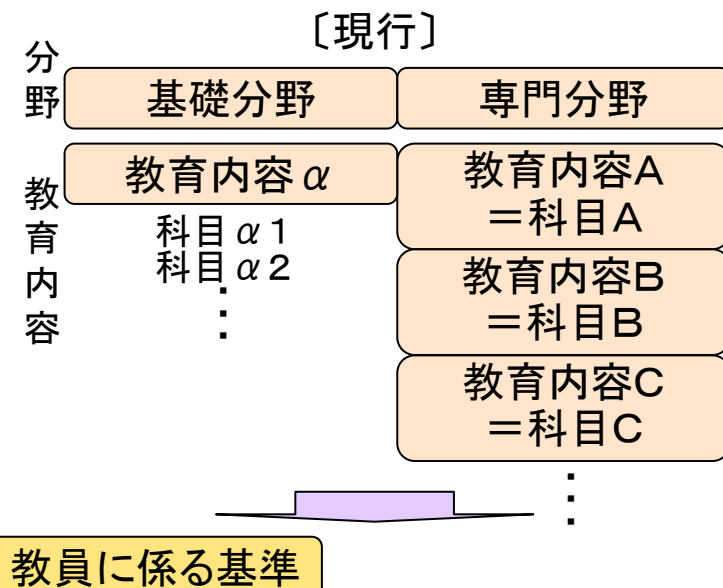 〔現行〕
分野
基礎分野
専門分野
教育内容
教育内容α
科目α1
科目α2
・・・
教育内容A
＝科目A
教育内容B
＝科目B
教育内容C
＝科目C
・・・
教員に係る基準